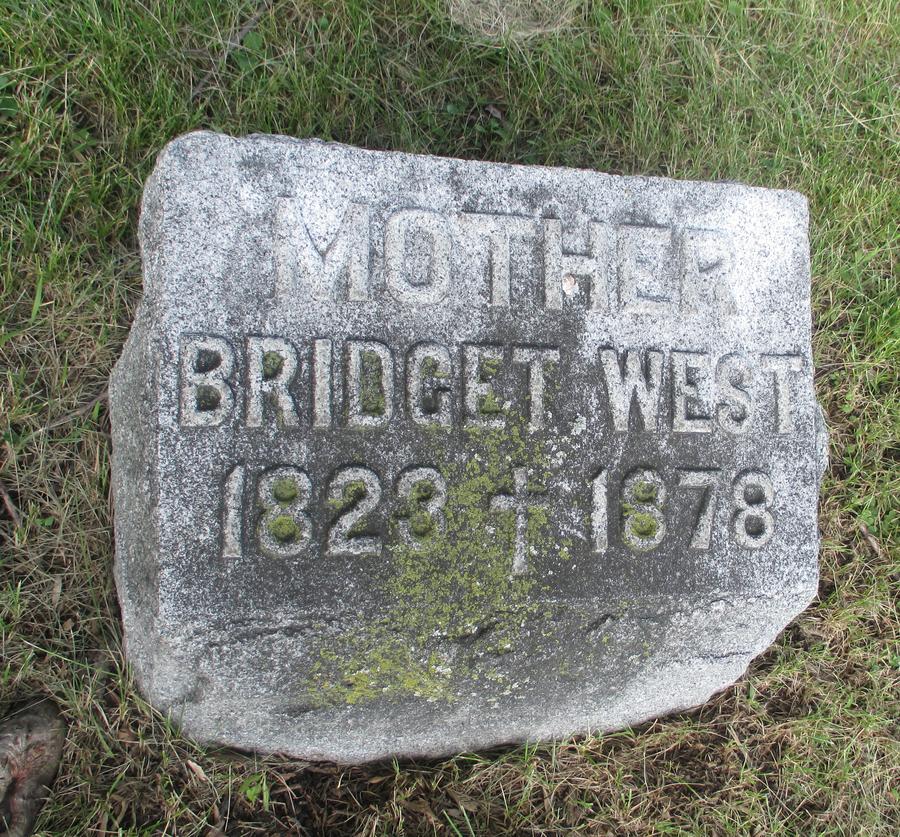 MOTHER
BRIDGET. WEST
1823 † 1878